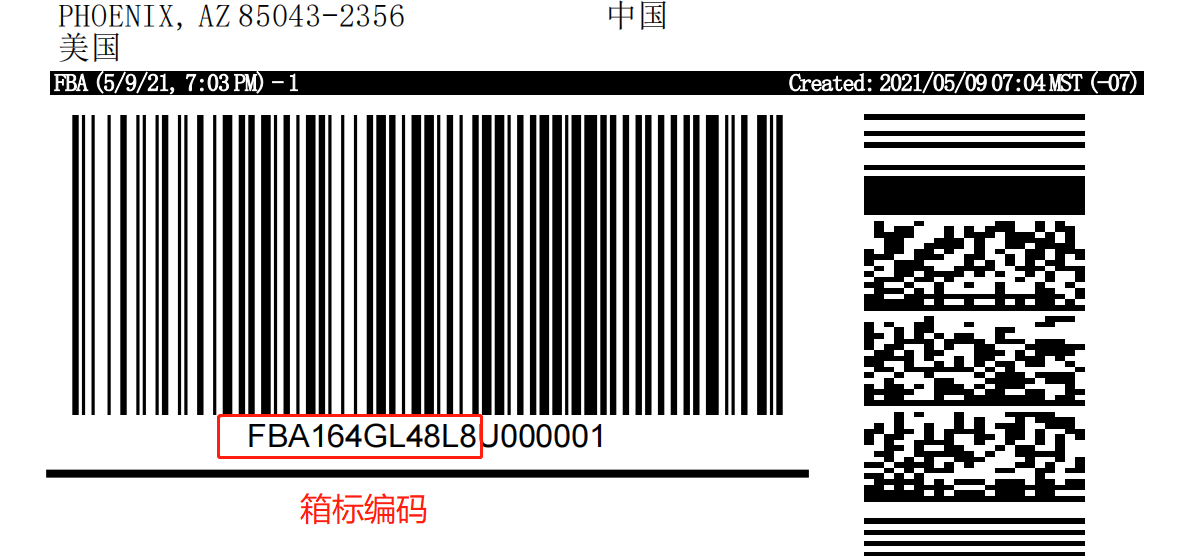 PHOENIX, AZ 85043-2356
中国
美国
FBA (5/9/21, 7:03 PM) - 1
Created: 2021/05/09 07:04 MST (-07)
FBA164GL48L8U000001
箱标编码